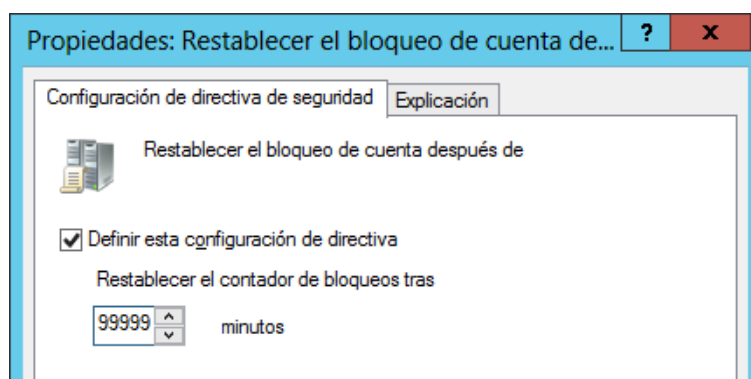 Propiedades: Restablecer el bloqueo de cuenta de...
?
x
Configuración de directiva de seguridad
Explicación
Restablecer el bloqueo de cuenta después de
Definir esta configuración de directiva
Restablecer el contador de bloqueos tras
99999 minutos